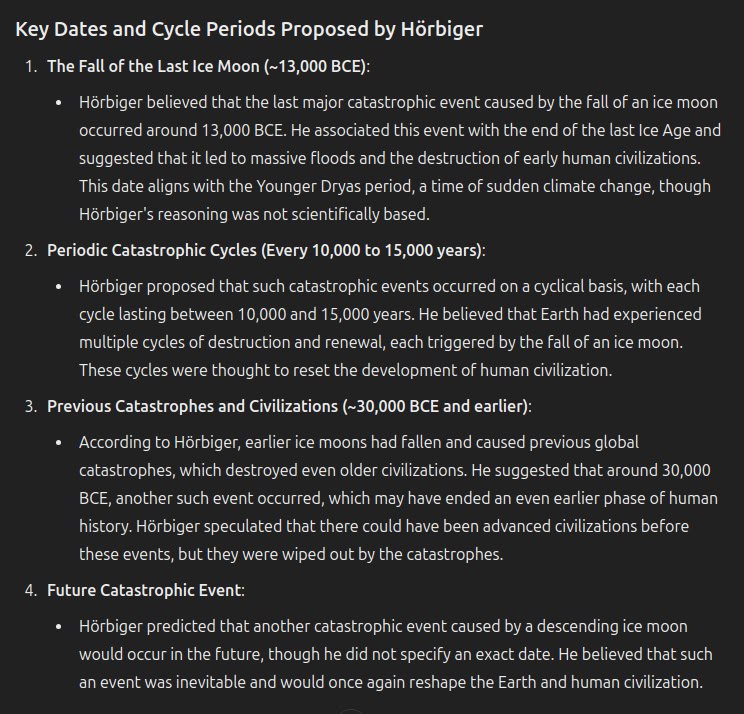 Key Dates and Cycle Periods Proposed by Hörbiger
1. The Fall of the Last Ice Moon (~13,000 BCE):
• Hörbiger believed that the last major catastrophic event caused by the fall of an ice moon
occurred around 13,000 BCE. He associated this event with the end of the last Ice Age and
suggested that it led to massive floods and the destruction of early human civilizations.
This date aligns with the Younger Dryas period, a time of sudden climate change, though
Hörbiger's reasoning was not scientifically based.
2. Periodic Catastrophic Cycles (Every 10,000 to 15,000 years):
• Hörbiger proposed that such catastrophic events occurred on a cyclical basis, with each
cycle lasting between 10,000 and 15,000 years. He believed that Earth had experienced
multiple cycles of destruction and renewal, each triggered by the fall of an ice moon.
These cycles were thought to reset the development of human civilization.
3. Previous Catastrophes and Civilizations (~30,000 BCE and earlier):
• According to Hörbiger, earlier ice moons had fallen and caused previous global
catastrophes, which destroyed even older civilizations. He suggested that around 30,000
BCE, another such event occurred, which may have ended an even earlier phase of human
history. Hörbiger speculated that there could have been advanced civilizations before
these events, but they were wiped out by the catastrophes.
4. Future Catastrophic Event:
• Hörbiger predicted that another catastrophic event caused by a descending ice moon
would occur in the future, though he did not specify an exact date. He believed that such
an event was inevitable and would once again reshape the Earth and human civilization.